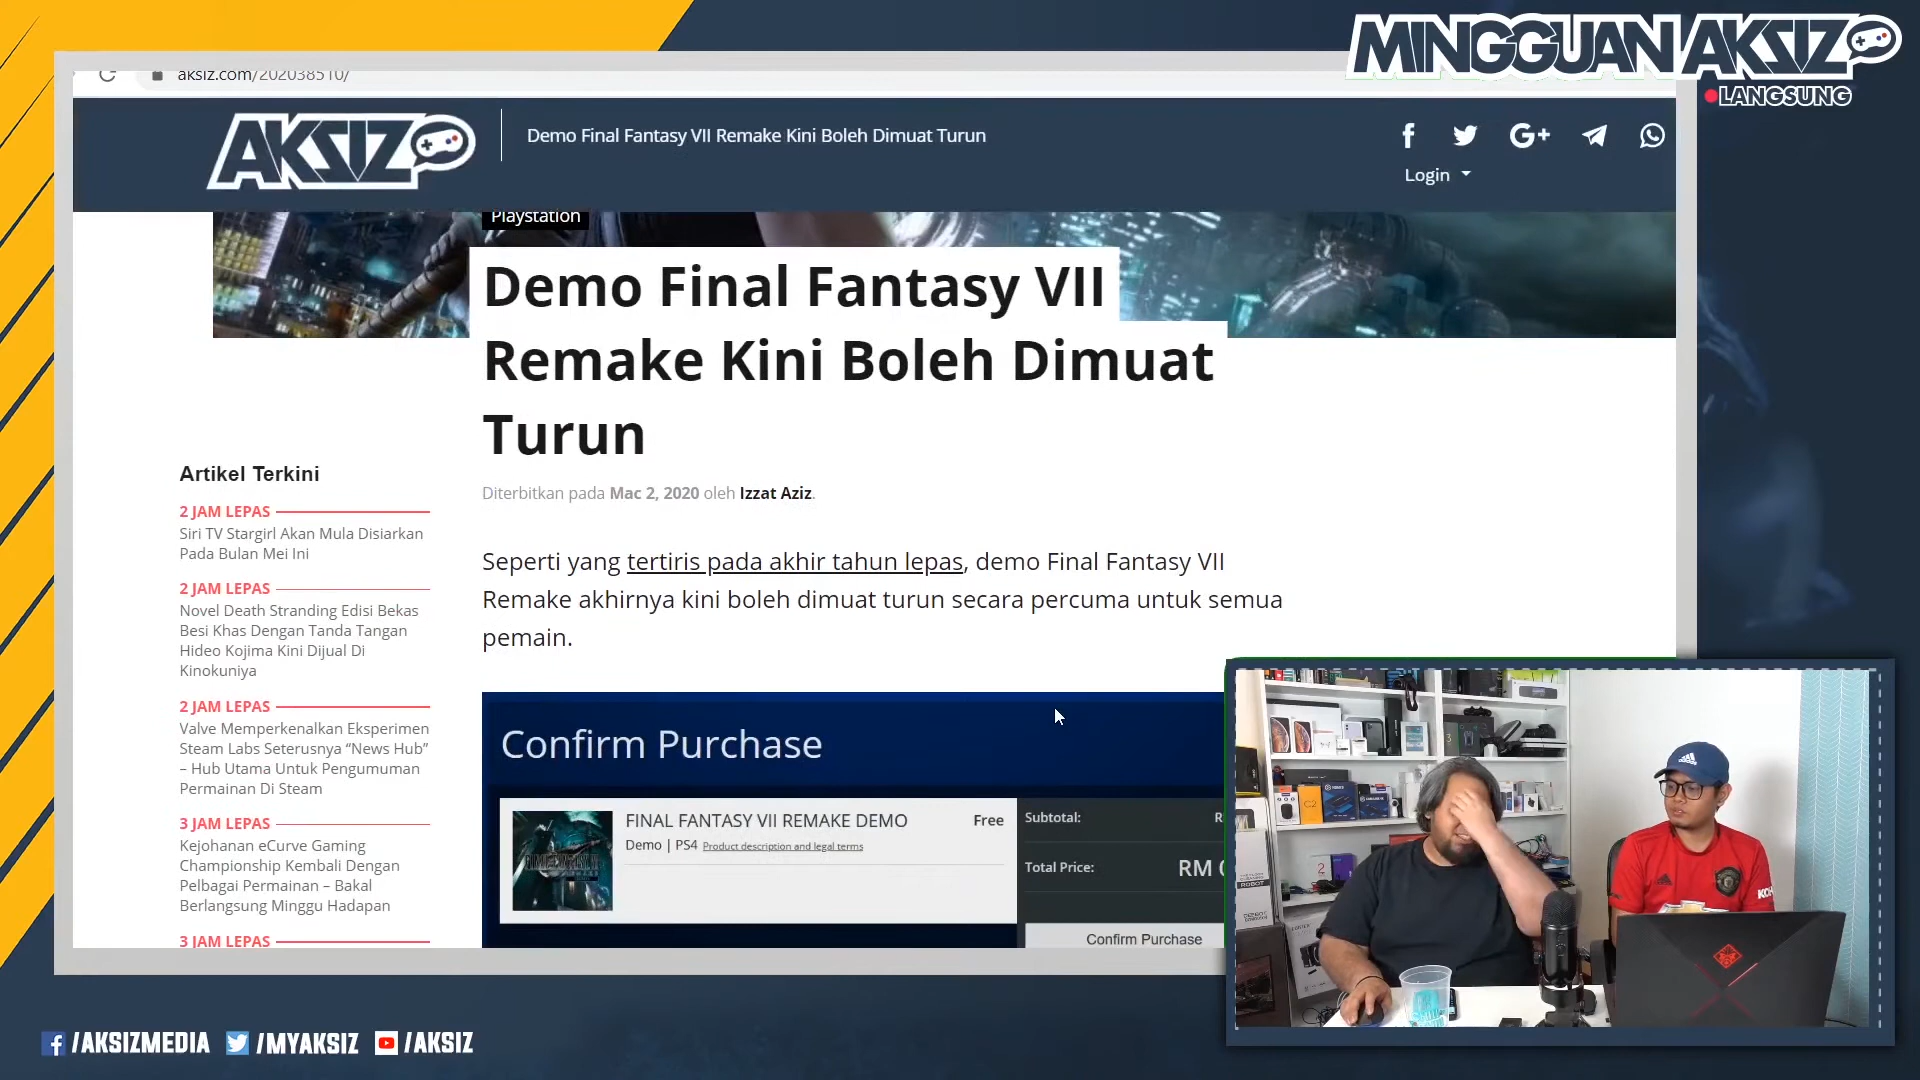 MINGGUAN AKSIZ
LANGSUNG
aksiz.com/202038510/
AKSIZ
Demo Final Fantasy VII Remake Kini Boleh Dimuat Turun
Login
Playstation
Demo Final Fantasy VII
Remake Kini Boleh Dimuat
Turun
Diterbitkan pada Mac 2, 2020 oleh Izzat Aziz.
Seperti yang tertiris pada akhir tahun lepas, demo Final Fantasy VII
Remake akhirnya kini boleh dimuat turun secara percuma untuk semua
pemain.
Artikel Terkini
2 JAM LEPAS
Siri TV Stargirl Akan Mula Disiarkan
Pada Bulan Mei Ini
2 JAM LEPAS
Novel Death Stranding Edisi Bekas
Besi Khas Dengan Tanda Tangan
Hideo Kojima Kini Dijual Di
Kinokuniya
2 JAM LEPAS
Valve Memperkenalkan Eksperimen
Steam Labs Seterusnya “News Hub”
– Hub Utama Untuk Pengumuman
Permainan Di Steam
3 JAM LEPAS
Kejohanan eCurve Gaming
Championship Kembali Dengan
Pelbagai Permainan – Bakal
Berlangsung Minggu Hadapan
3 JAM LEPAS
Confirm Purchase
FINAL FANTASY VII REMAKE DEMO
Free
Demo | PS4 Product description and legal terms
Subtotal:
Total Price:
RM
Confirm Purchase
/AKSIZMEDIA
/MYAKSIZ
/AKSIZ